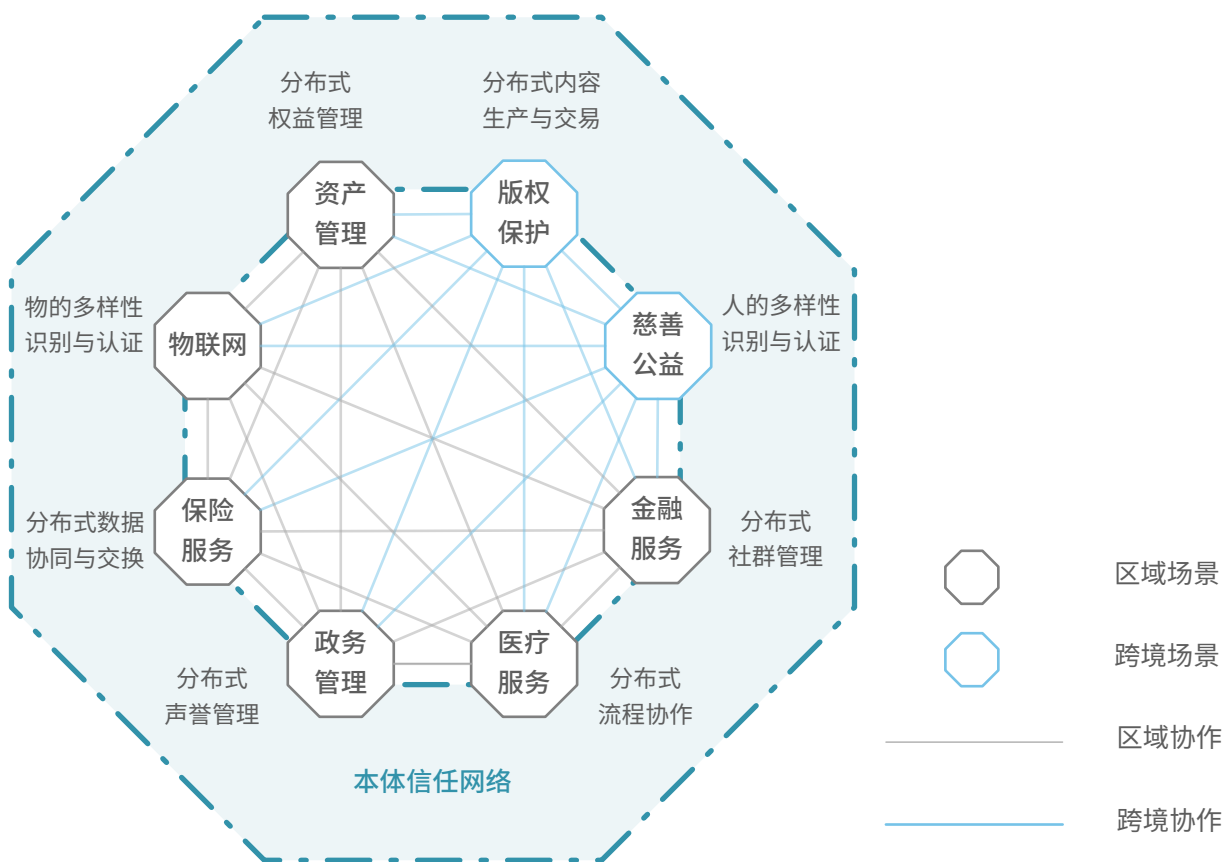 分布式
权益管理
分布式内容
生产与交易
资产
管理
版权
保护
物的多样性
识别与认证
物联网
慈善
公益
人的多样性
识别与认证
分布式数据
协同与交换
保险
服务
金融
服务
分布式
社群管理
分布式
声誉管理
政务
管理
医疗
服务
分布式
流程协作
本体信任网络
区域场景
跨境场景
区域协作
跨境协作